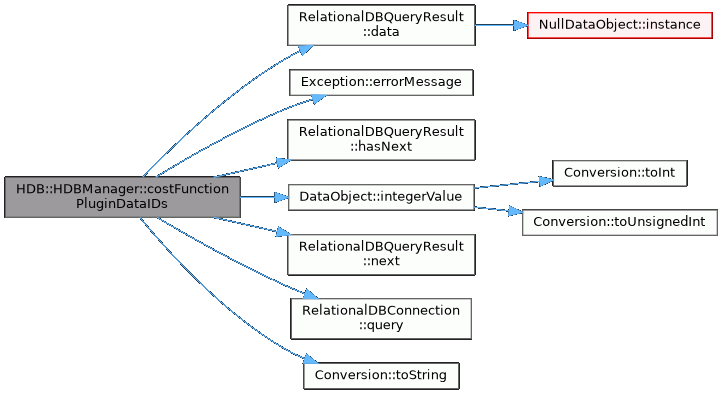 HDB::HDBManager::costFunction
PluginDataIDs
RelationalDBQueryResult
::data
NullDataObject::instance
Exception::errorMessage
RelationalDBQueryResult
::hasNext
DataObject::integerValue
Conversion::toInt
Conversion::toUnsignedInt
RelationalDBQueryResult
::next
RelationalDBConnection
::query
Conversion::toString